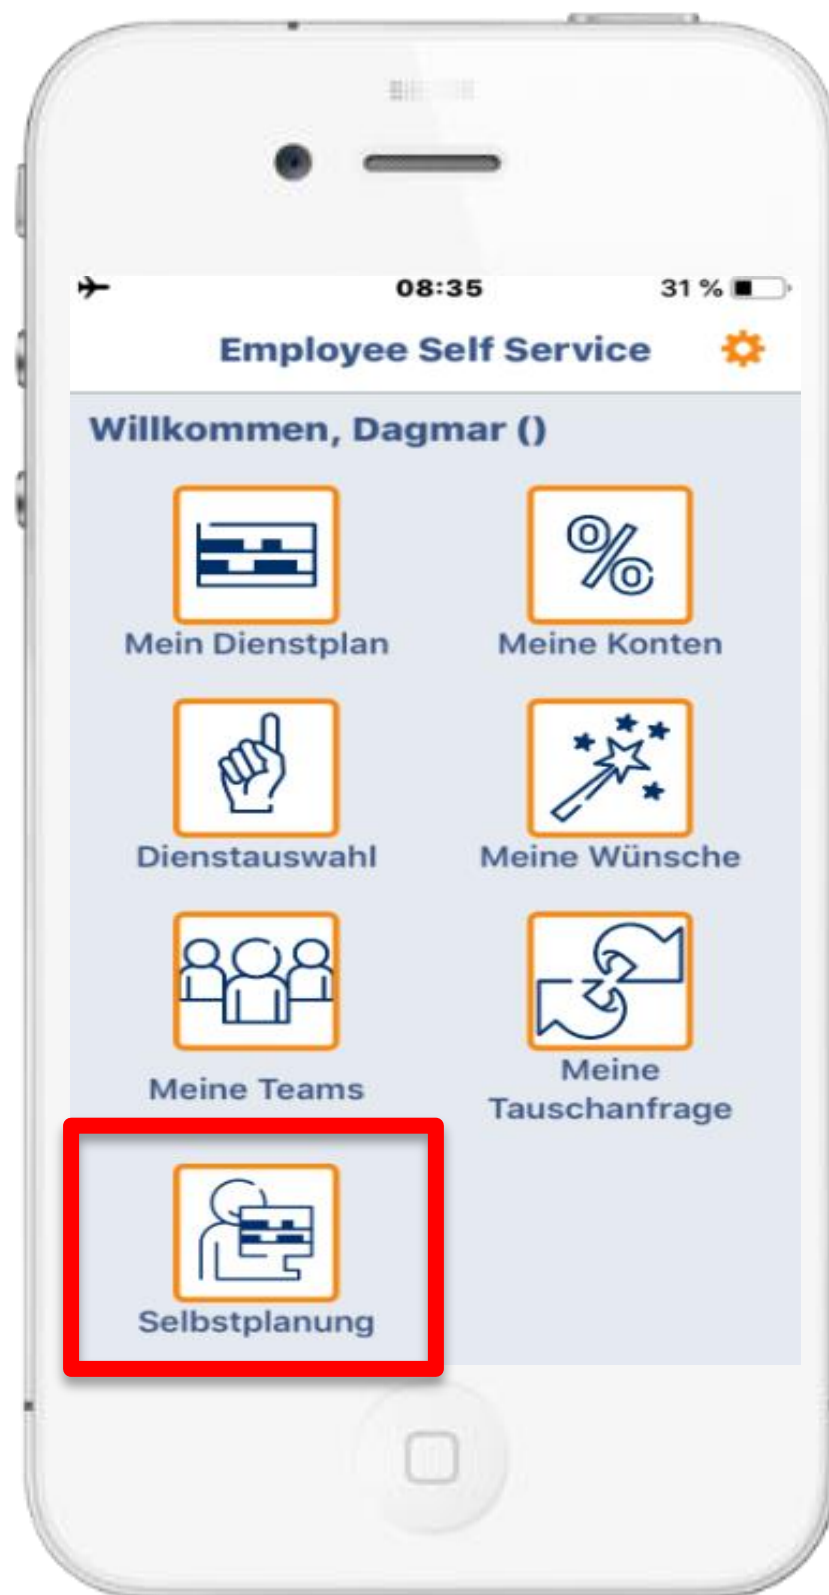 08:35
31 %
Employee Self Service
Willkommen, Dagmar ()
Mein Dienstplan
Meine Konten
Dienstauswahl
Meine Wünsche
Meine Teams
Meine
Tauschanfrage
Selbstplanung